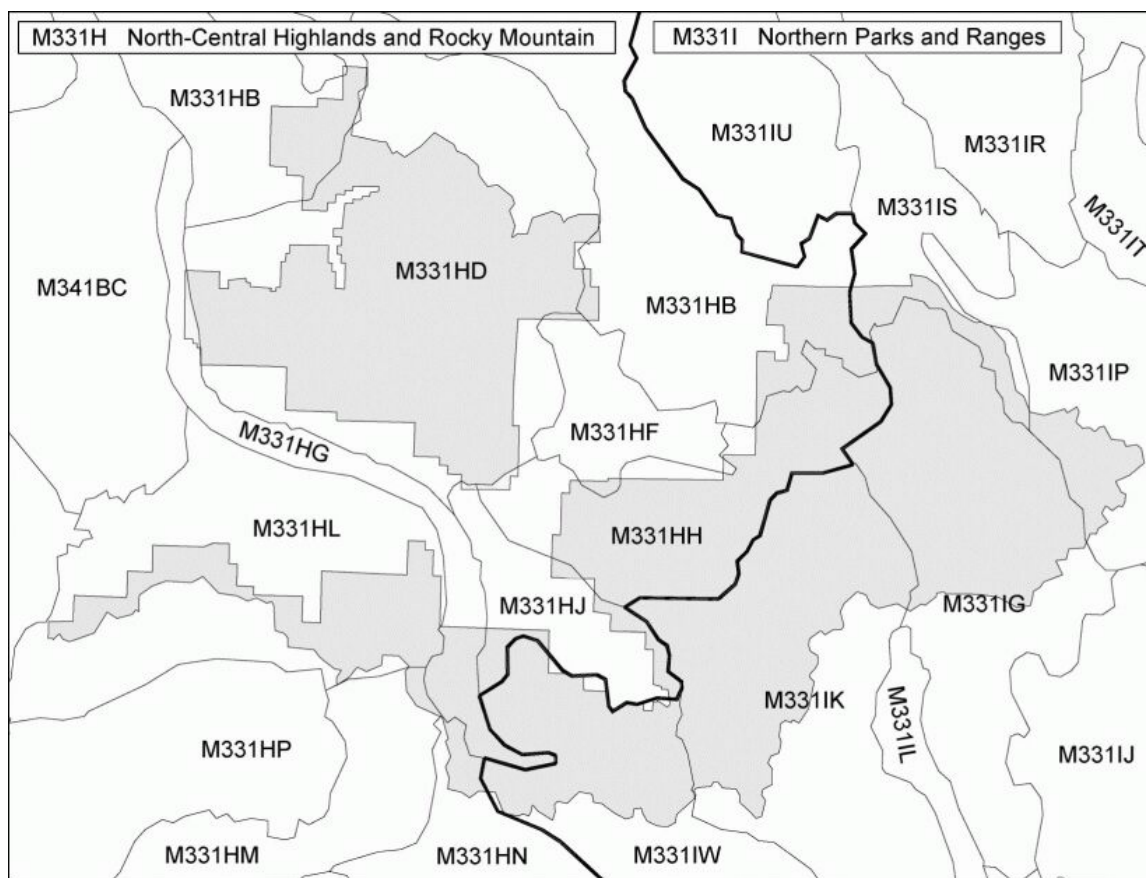 M331H North-Central Highlands and Rocky Mountain
M331I Northern Parks and Ranges
M331HB
M331IU
M331IR
M331IS
M331IT
M331HD
M341BC
M331HB
M331IP
M331HF
M331HG
M331HL
M331HH
M331HJ
M331IG
M331IK
M331IL
M331HP
M331IJ
M331HM
M331HN
M331IW